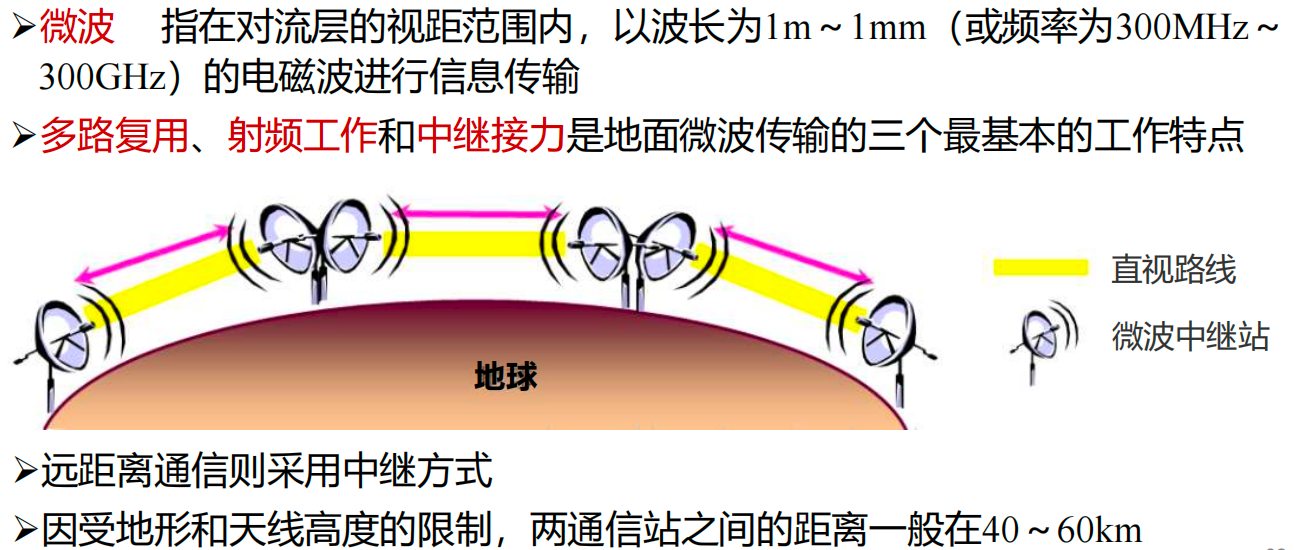 ➢微波 指在对流层的视距范围内，以波长为1m～1mm（或频率为300MHz～
300GHz）的电磁波进行信息传输
➢多路复用、射频工作和中继接力是地面微波传输的三个最基本的工作特点
直视路线
微波中继站
地球
➢远距离通信则采用中继方式
➢因受地形和天线高度的限制，两通信站之间的距离一般在40～60km